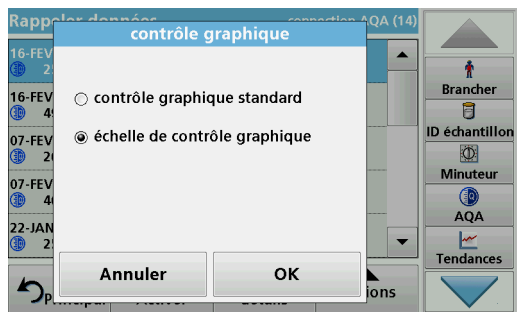 Rappeler données
connection AQA (14)
contrôle graphique
16-FEV
16-FEV
07-FEV
07-FEV
22-JAN
contrôle graphique standard
échelle de contrôle graphique
Annuler
OK
Brancher
ID échantillon
Minuteur
AQA
Tendances